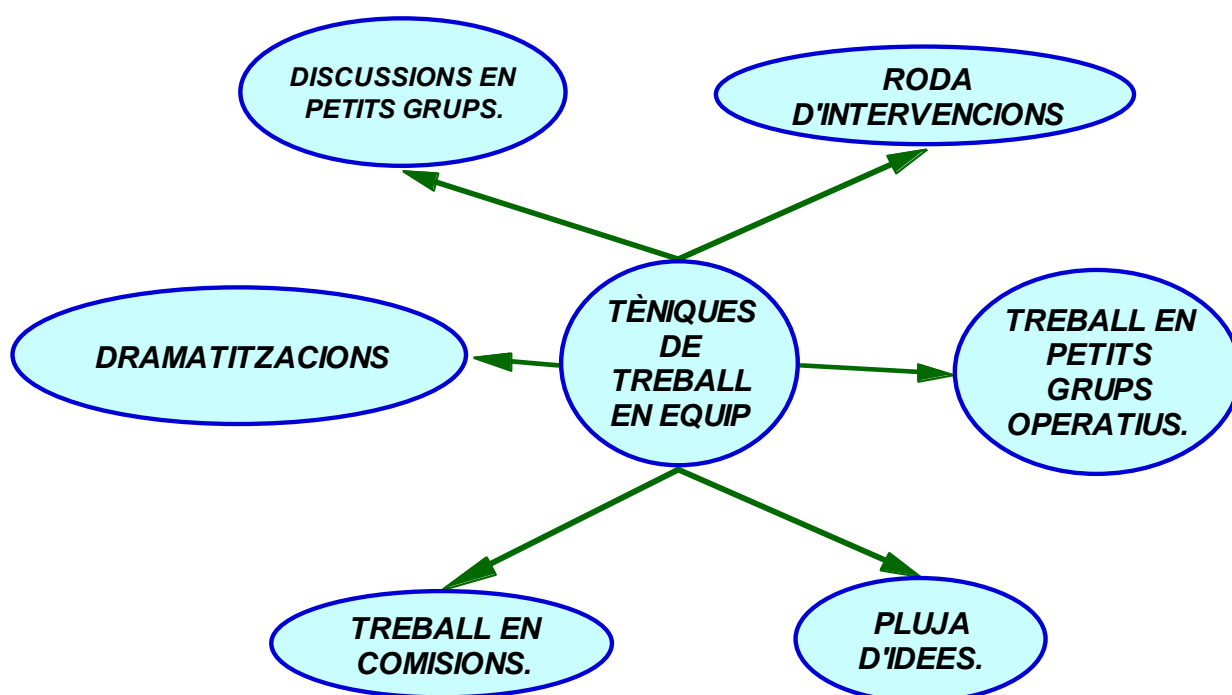 DISCUSSIONS EN
PETITS GRUPS.
RODA
D'INTERVENCIONS
DRAMATITZACIONS
TÈNIQUES
DE
TREBALL
EN EQUIP
TREBALL EN
PETITS
GRUPS
OPERATIUS.
TREBALL EN
COMISIONS.
PLUJA
D'IDEES.